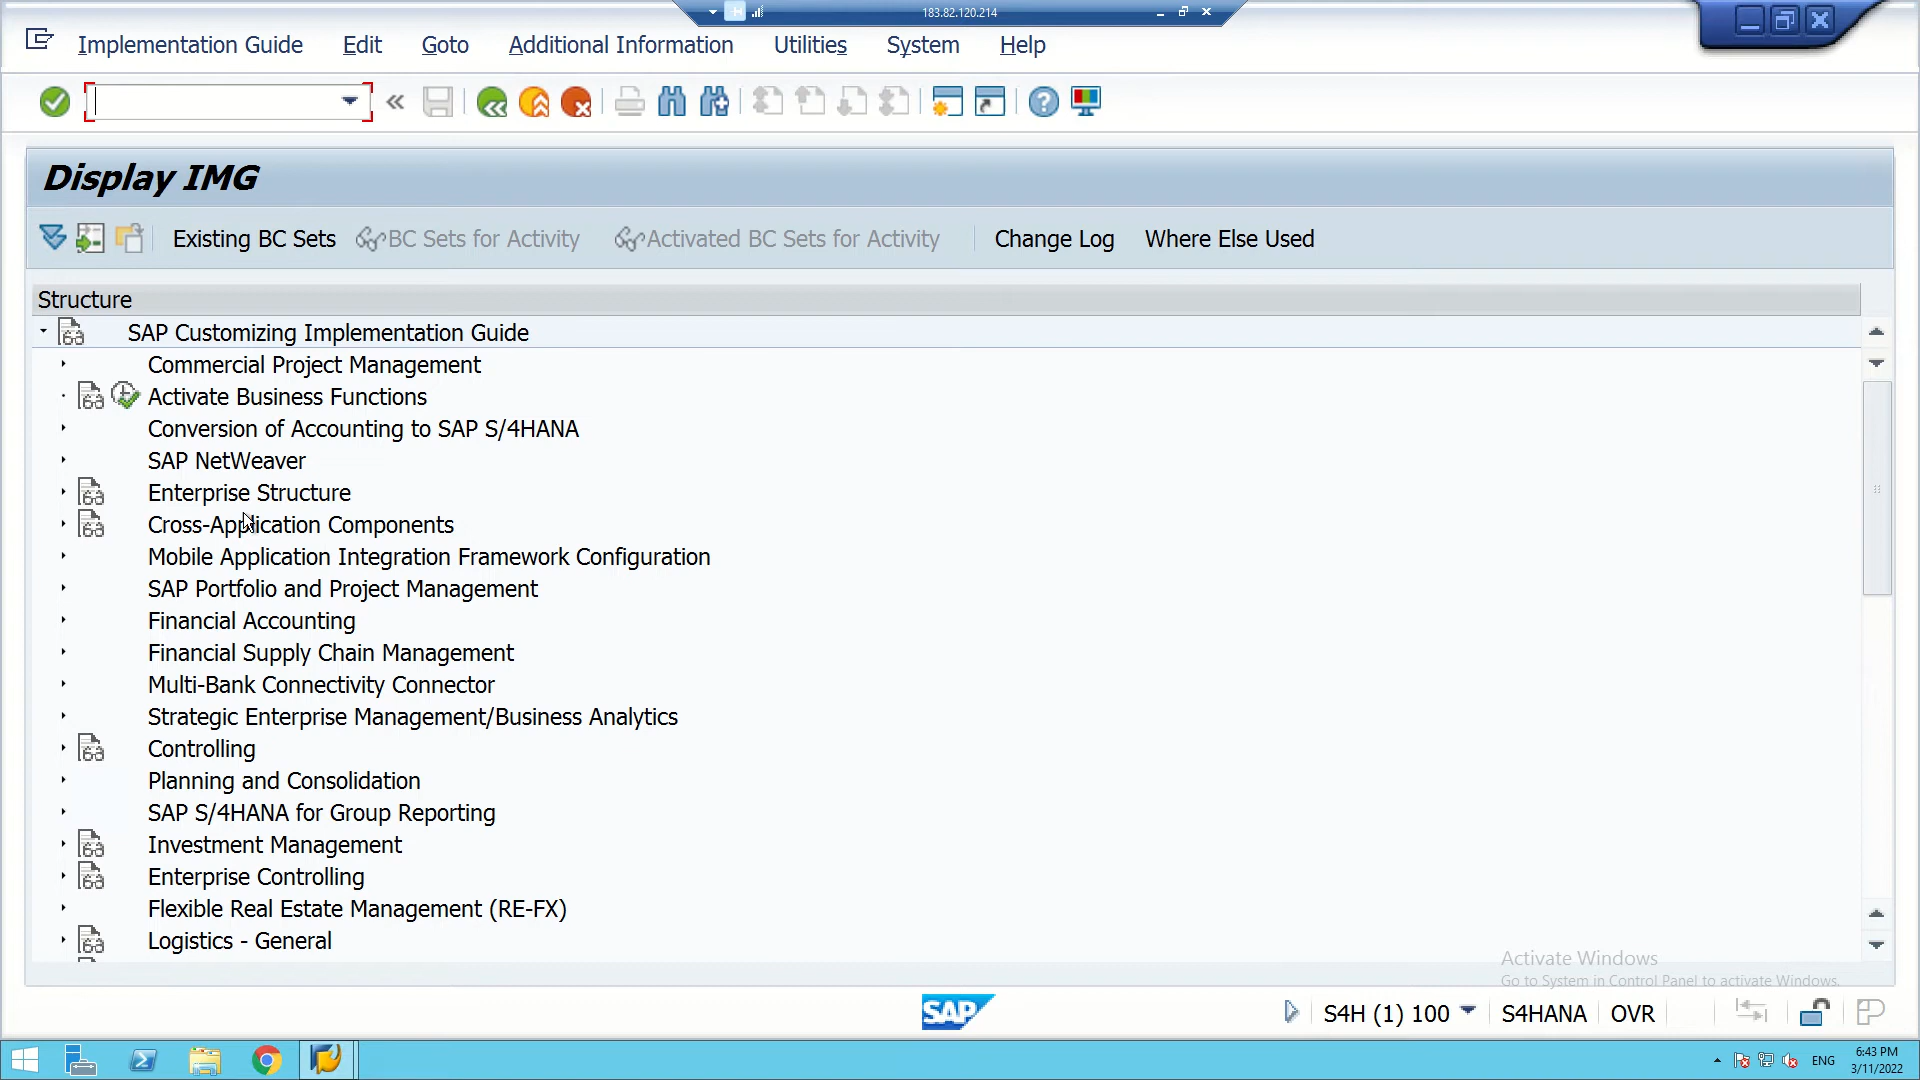 183.82.120.214
Implementation Guide Edit Goto Additional Information Utilities System Help
Display IMG
Existing BC Sets BC Sets for Activity Activated BC Sets for Activity Change Log Where Else Used
Structure
SAP Customizing Implementation Guide
Commercial Project Management
Activate Business Functions
Conversion of Accounting to SAP S/4HANA
SAP NetWeaver
Enterprise Structure
Cross-Application Components
Mobile Application Integration Framework Configuration
SAP Portfolio and Project Management
Financial Accounting
Financial Supply Chain Management
Multi-Bank Connectivity Connector
Strategic Enterprise Management/Business Analytics
Controlling
Planning and Consolidation
SAP S/4HANA for Group Reporting
Investment Management
Enterprise Controlling
Flexible Real Estate Management (RE-FX)
Logistics - General
Activate Windows
Go to System in Control Panel to activate Windows.
SAP S4H (1) 100 S4HANA OVR
ENG 6:43 PM
3/11/2022